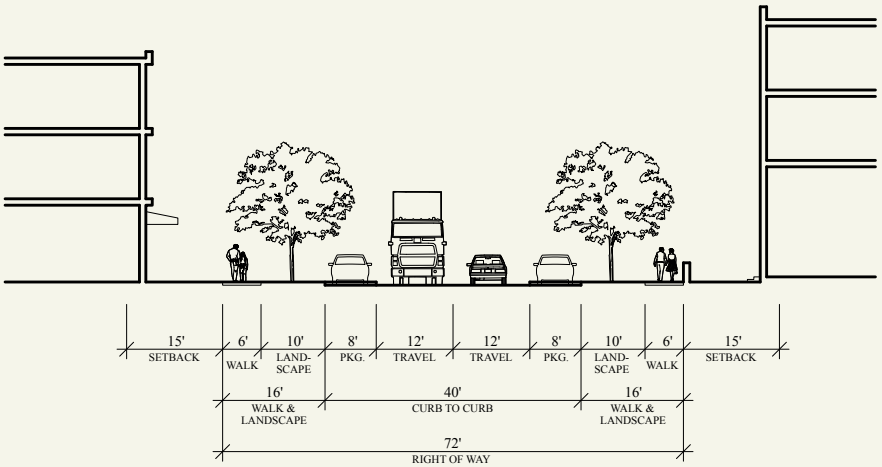 15' 6' 10' 8' 12' 12' 8' 10' 6' 15'
SETBACK WALK LAND- PKG. TRAVEL TRAVEL PKG. LAND- WALK SETBACK
SCAPE SCAPE
16' 40' 16'
WALK & CURB TO CURB WALK &
LANDSCAPE LANDSCAPE
72'
RIGHT OF WAY